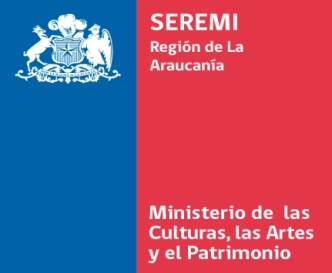 SEREMI
Región de La
Araucanía
Ministerio de las
Culturas, las Artes
y el Patrimonio